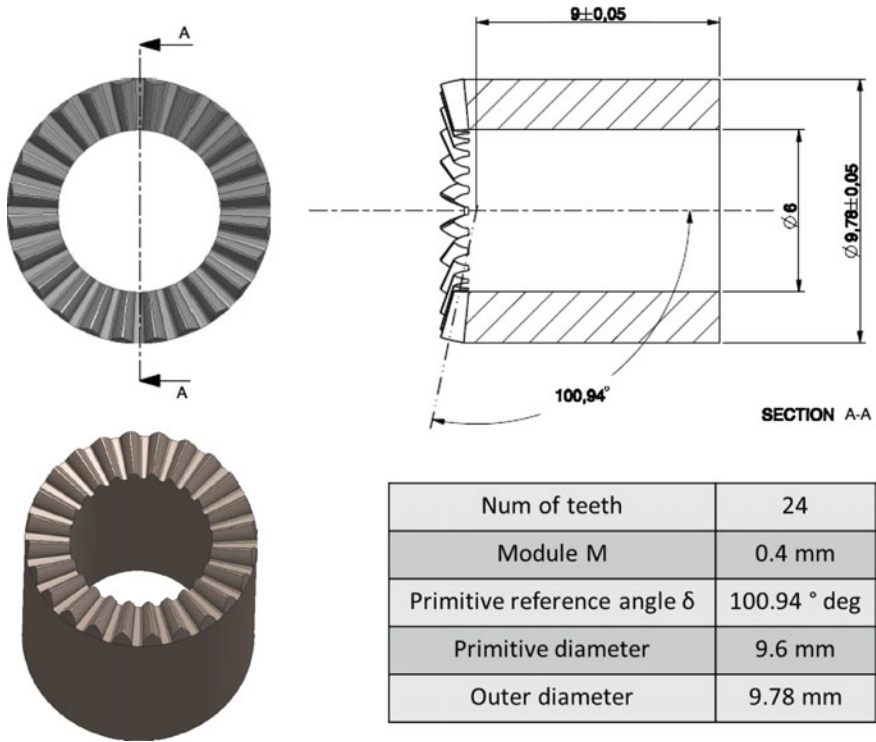 A
A
9±0,05
∅6
∅9,78±0,05
100,94°
SECTION A-A
Num of teeth 24
Module M 0.4 mm
Primitive reference angle δ 100.94 ° deg
Primitive diameter 9.6 mm
Outer diameter 9.78 mm